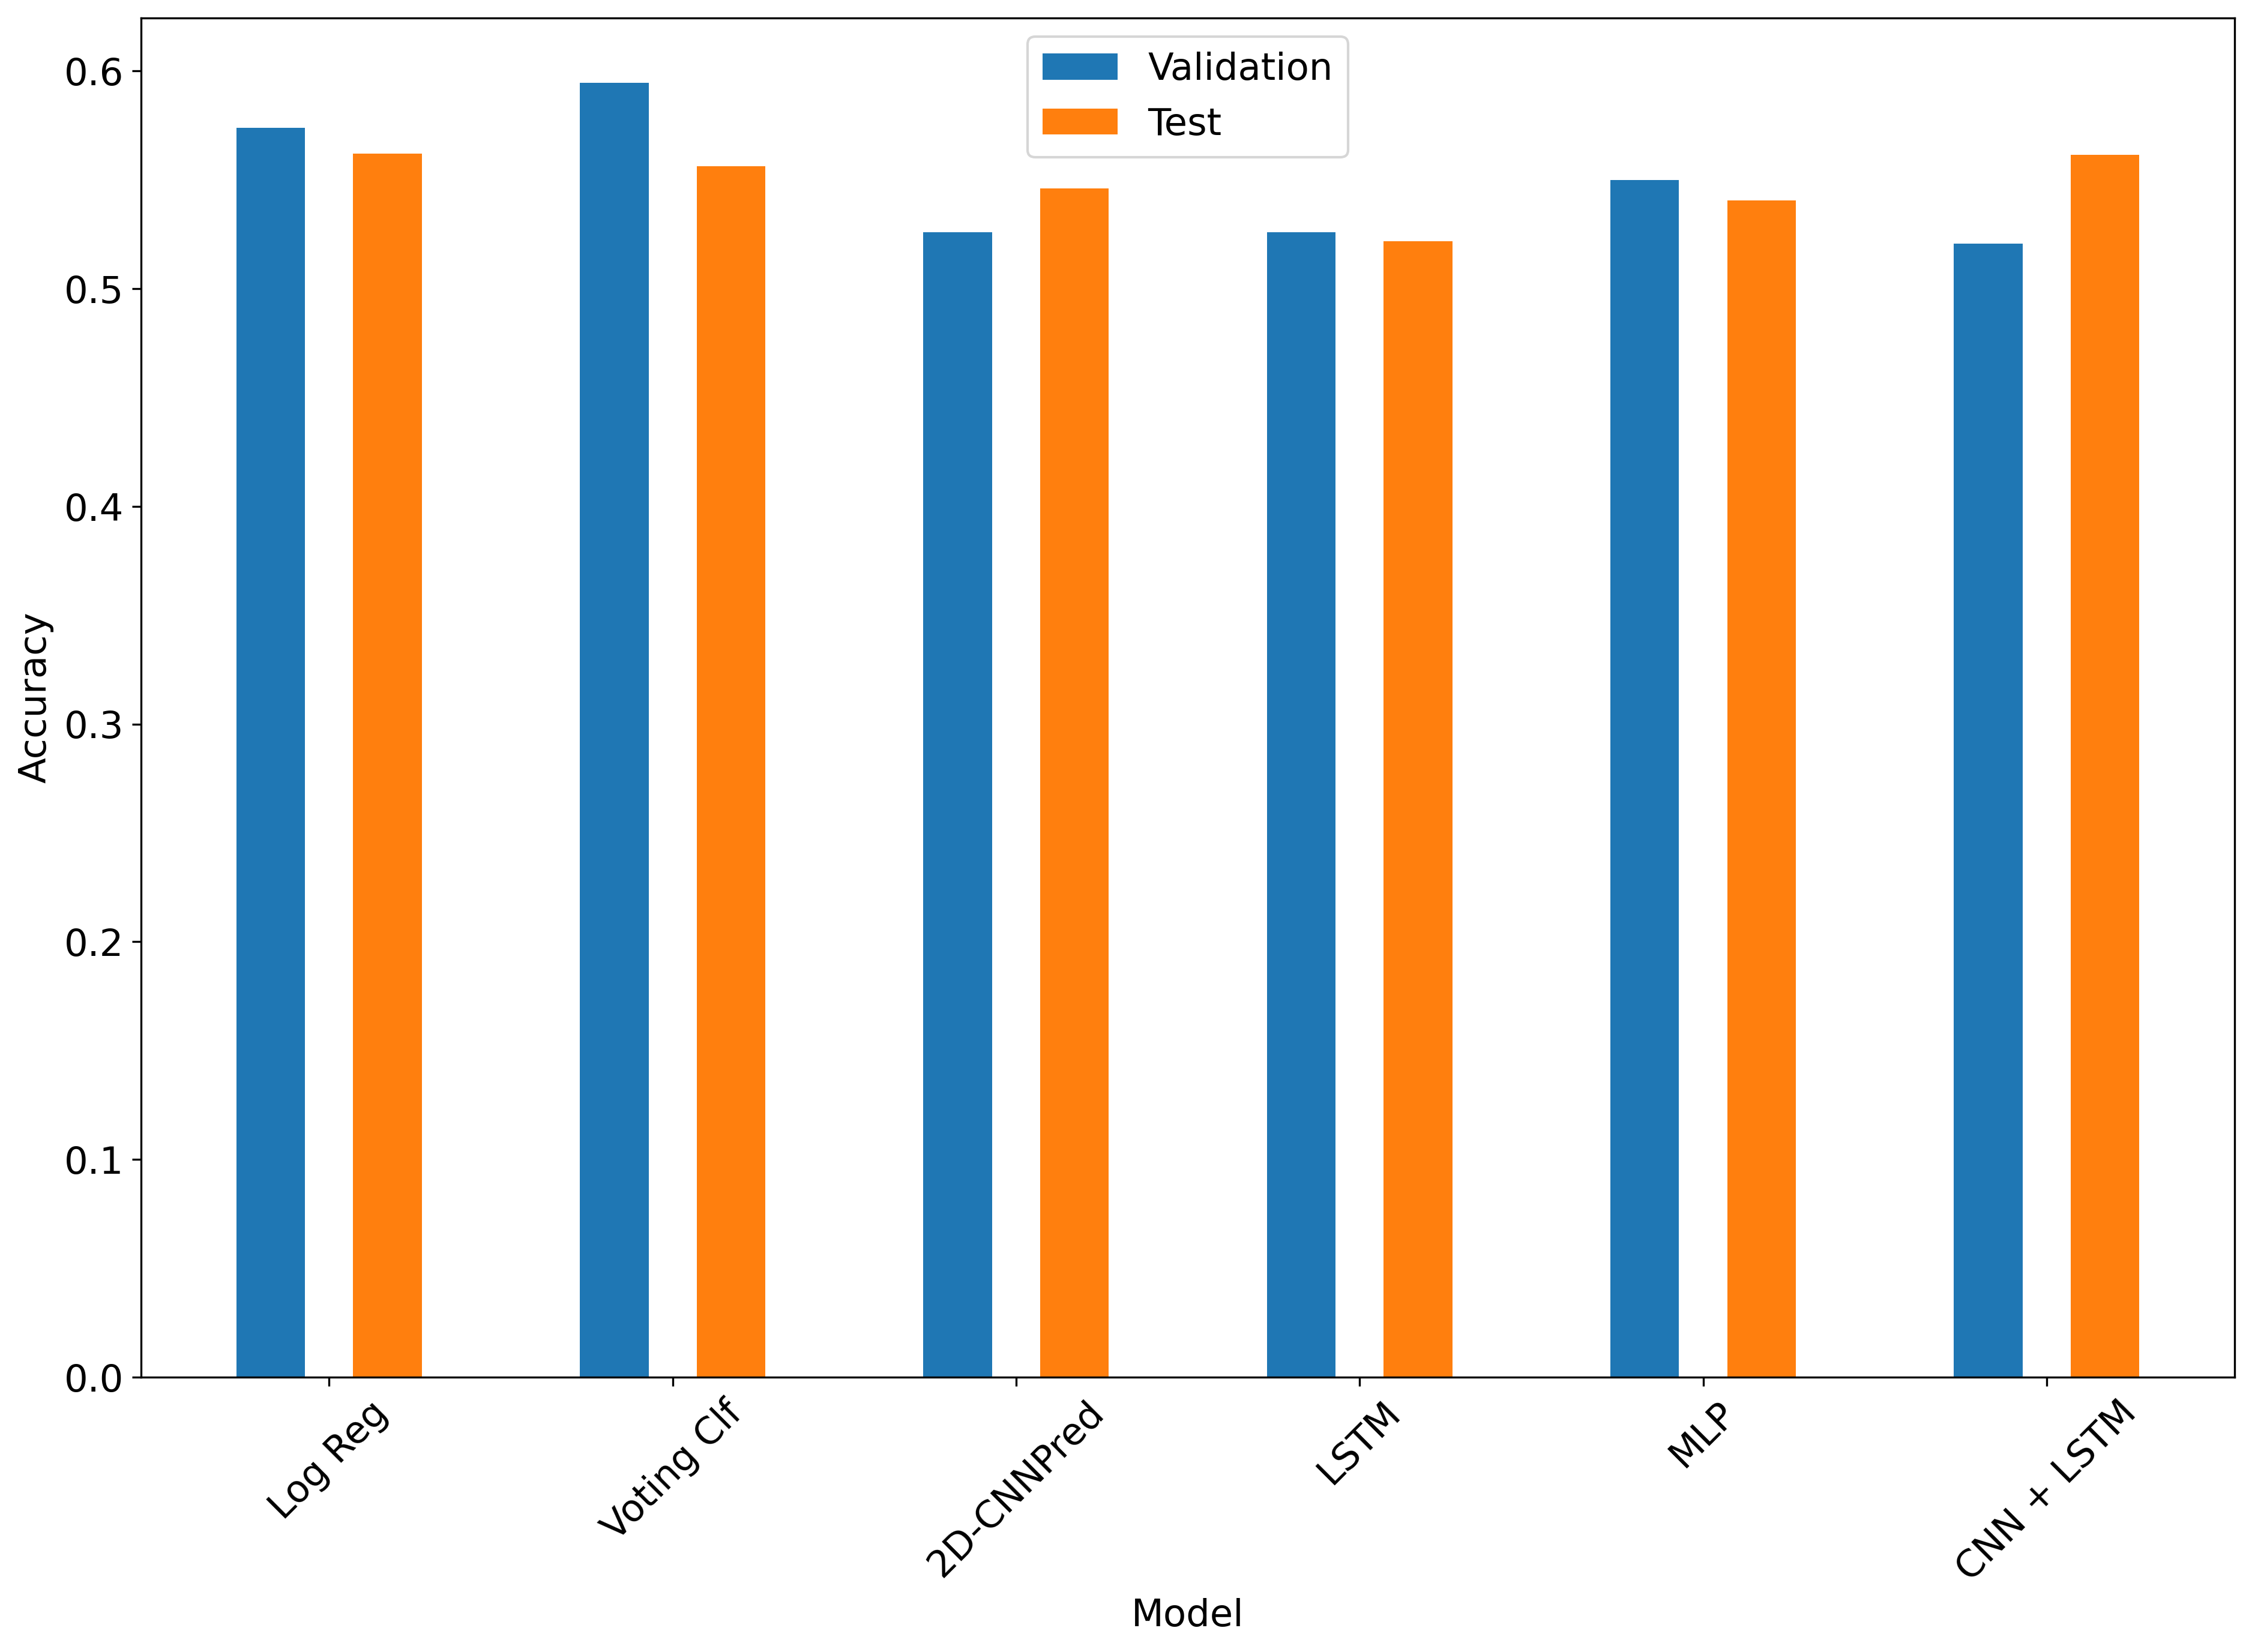 Validation
Test
0.6
0.5
0.4
0.3
0.2
0.1
0.0
Accuracy
Log Reg
Voting Clf
2D-CNNPred
LSTM
MLP
CNN + LSTM
Model